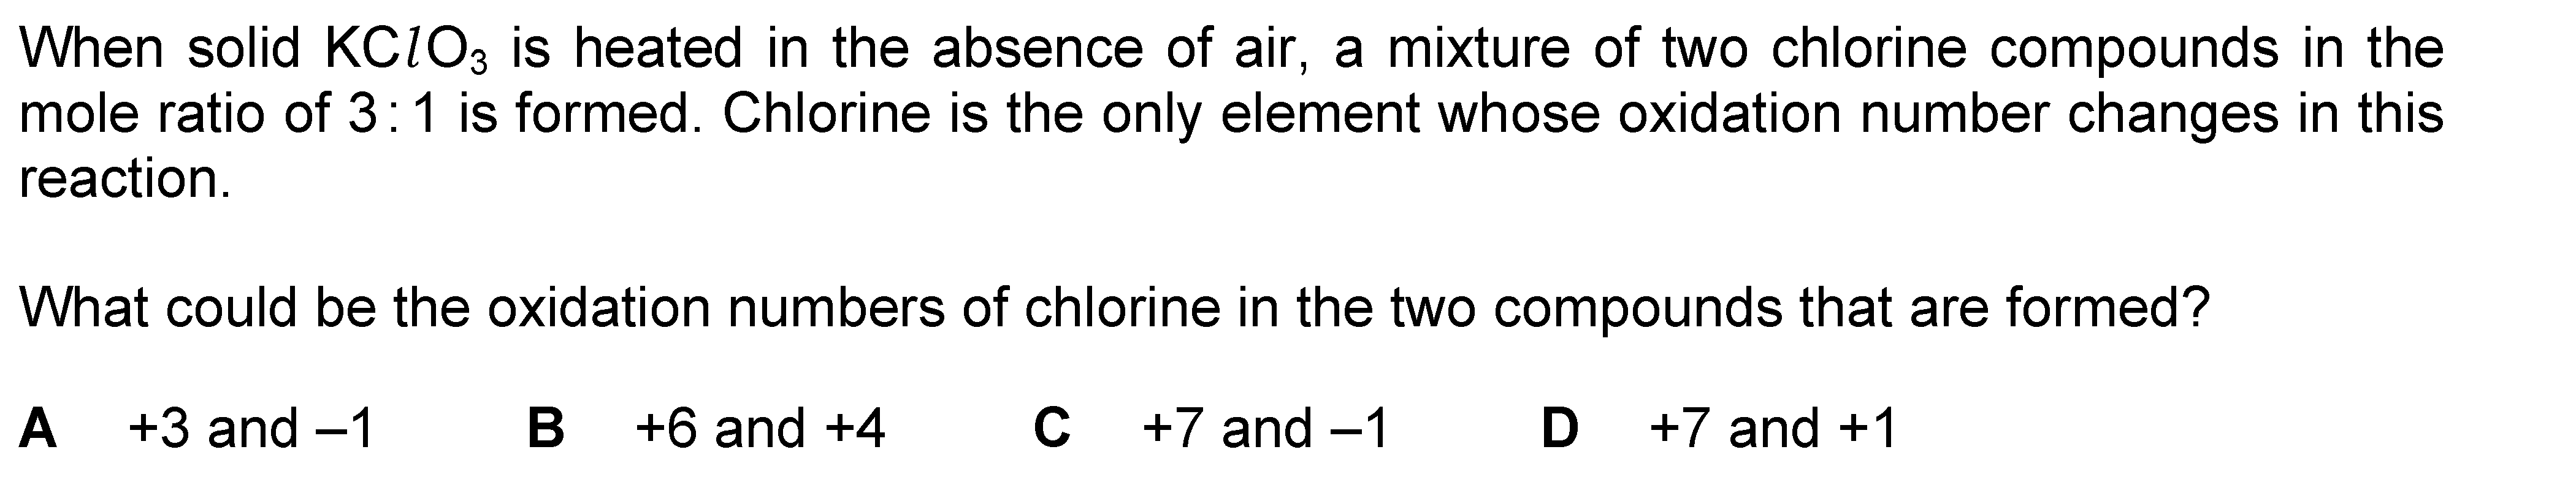 When solid KClO₃ is heated in the absence of air, a mixture of two chlorine compounds in the
mole ratio of 3 : 1 is formed. Chlorine is the only element whose oxidation number changes in this
reaction.
What could be the oxidation numbers of chlorine in the two compounds that are formed?
A +3 and –1 B +6 and +4 C +7 and –1 D +7 and +1